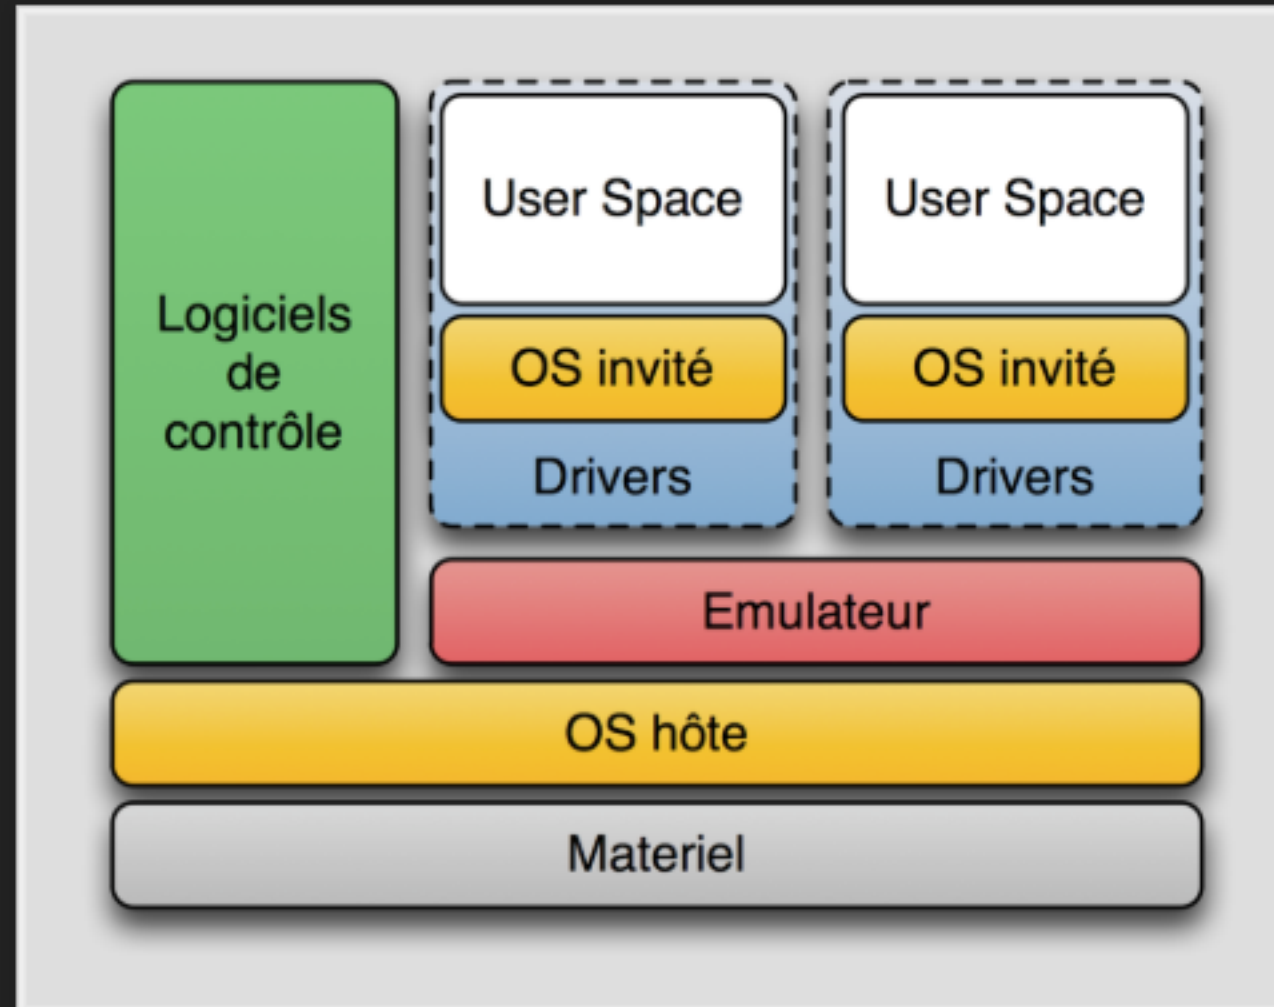 Logiciels
de
contrôle
User Space
OS invité
Drivers
User Space
OS invité
Drivers
Emulateur
OS hôte
Materiel